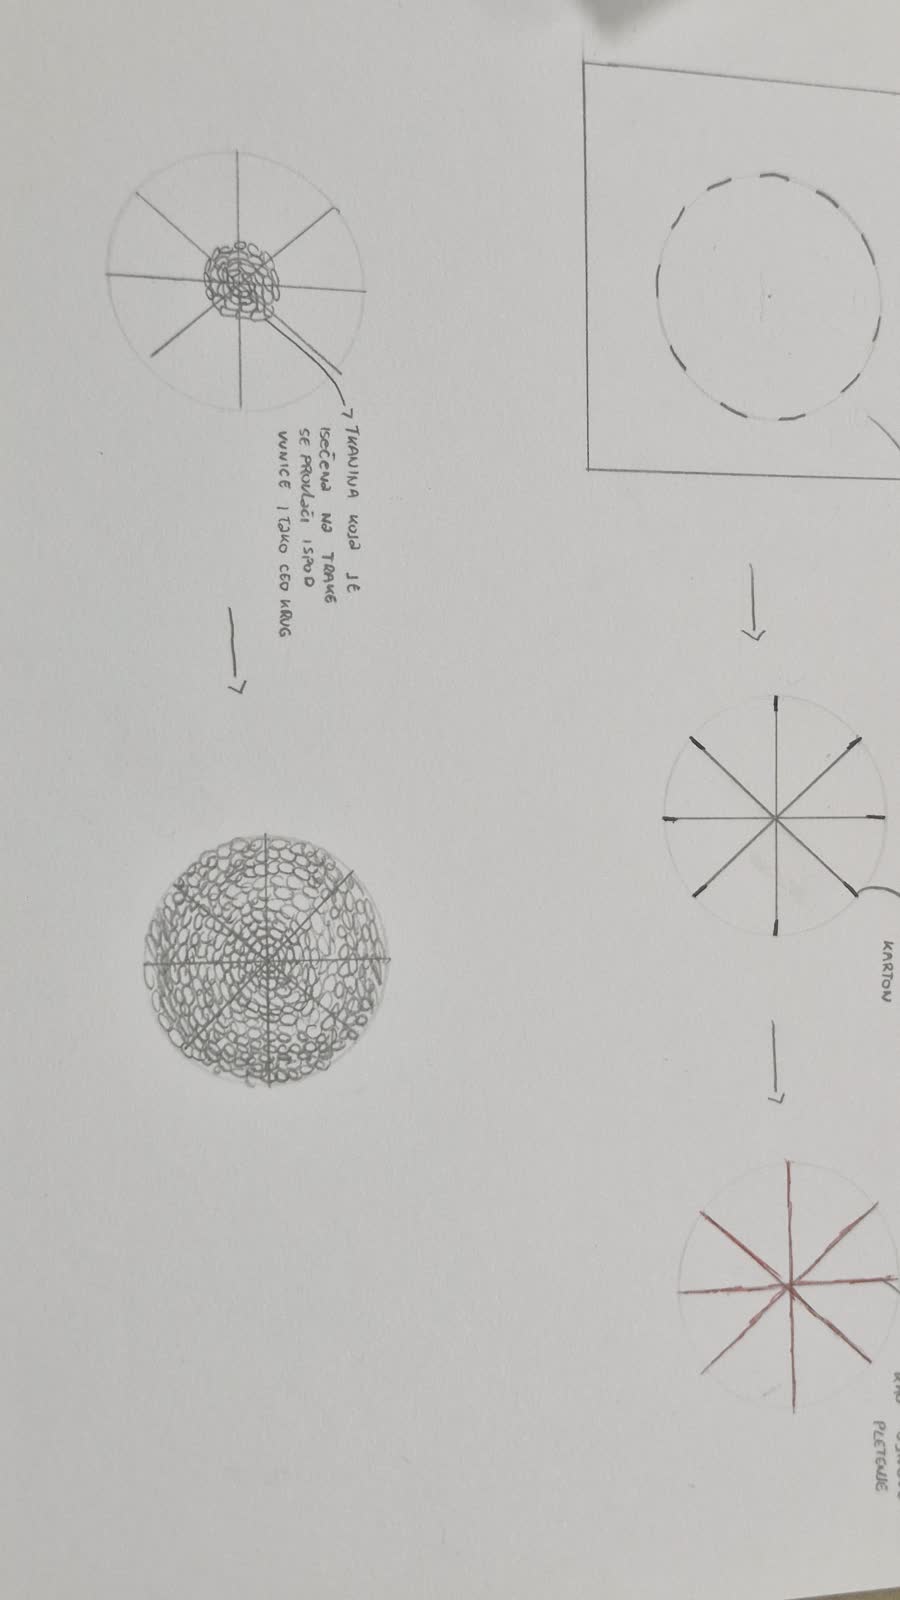 KARTON
PLETENJE
TKANINA KOJA JE
ISEČENA NA TRAKE
SE PROVLAČI ISPOD
VUNICE I TAKO CEO KRUG